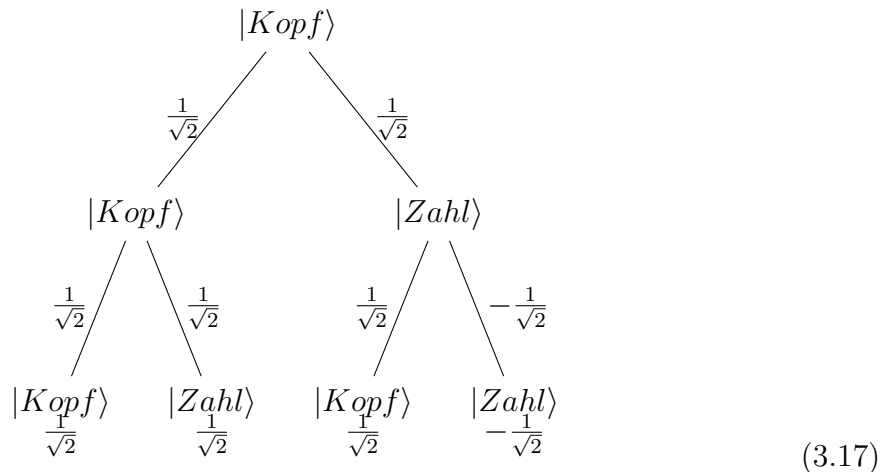 |Kopf⟩
1/√2 1/√2
|Kopf⟩ |Zahl⟩
1/√2 1/√2 1/√2 −1/√2
|Kopf⟩ |Zahl⟩ |Kopf⟩ |Zahl⟩
1/√2 1/√2 1/√2 −1/√2
(3.17)